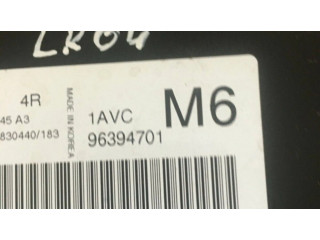 LR04
4R
45 A3
830440/183
MADE IN KOREA
1AVC
96394701
M6